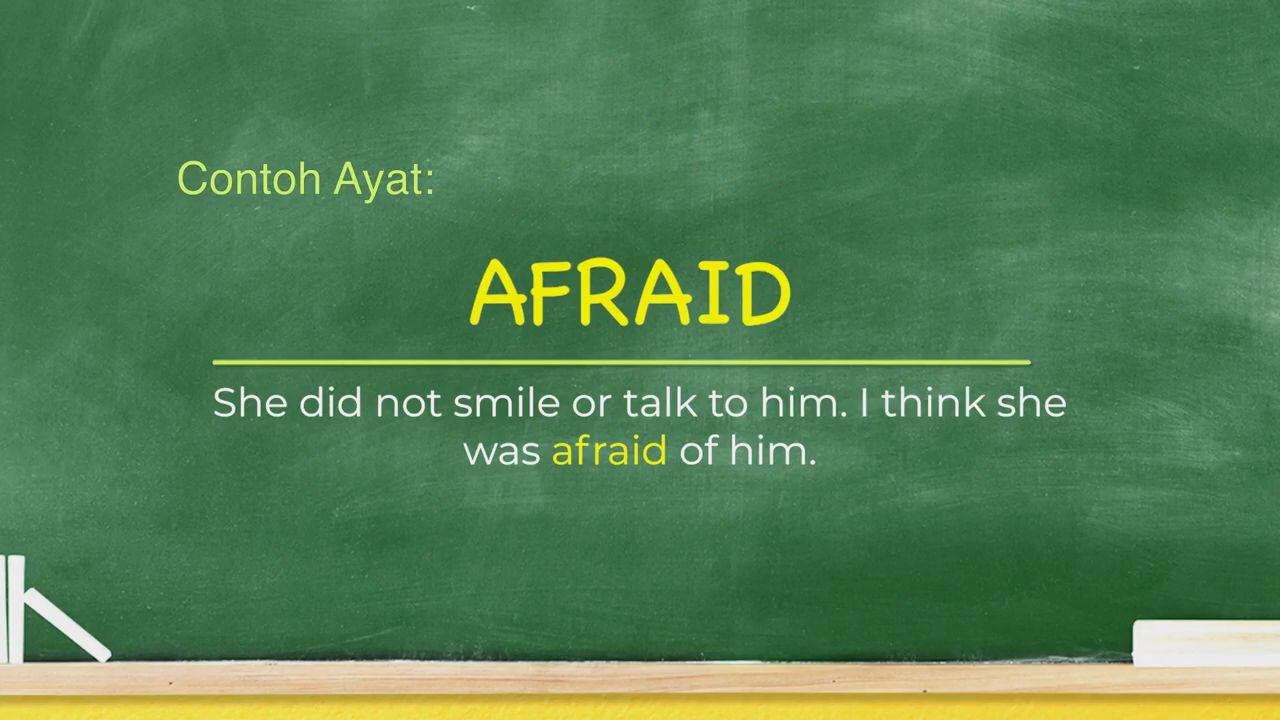 Contoh Ayat:
AFRAID
She did not smile or talk to him. I think she
was afraid of him.